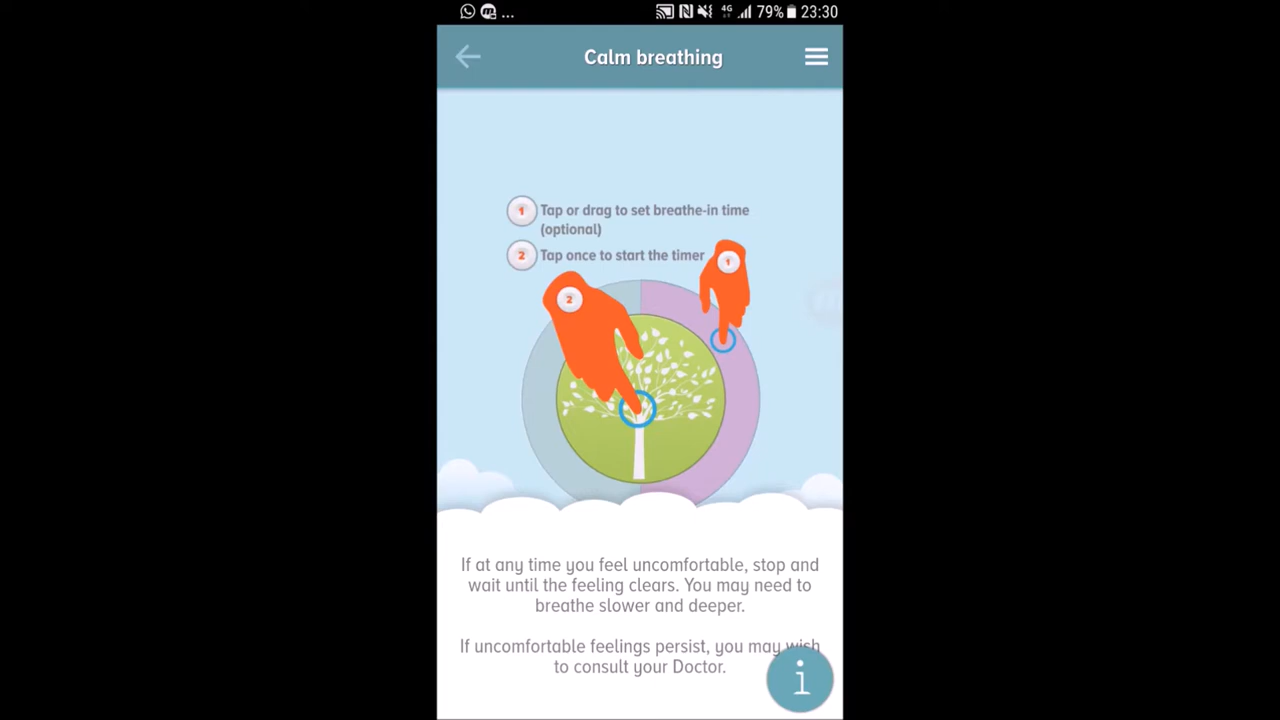 ... 4G 79% 23:30
Calm breathing
1 Tap or drag to set breathe-in time
(optional)
2 Tap once to start the timer
1
2
If at any time you feel uncomfortable, stop and
wait until the feeling clears. You may need to
breathe slower and deeper.
If uncomfortable feelings persist, you may wish
to consult your Doctor.
i